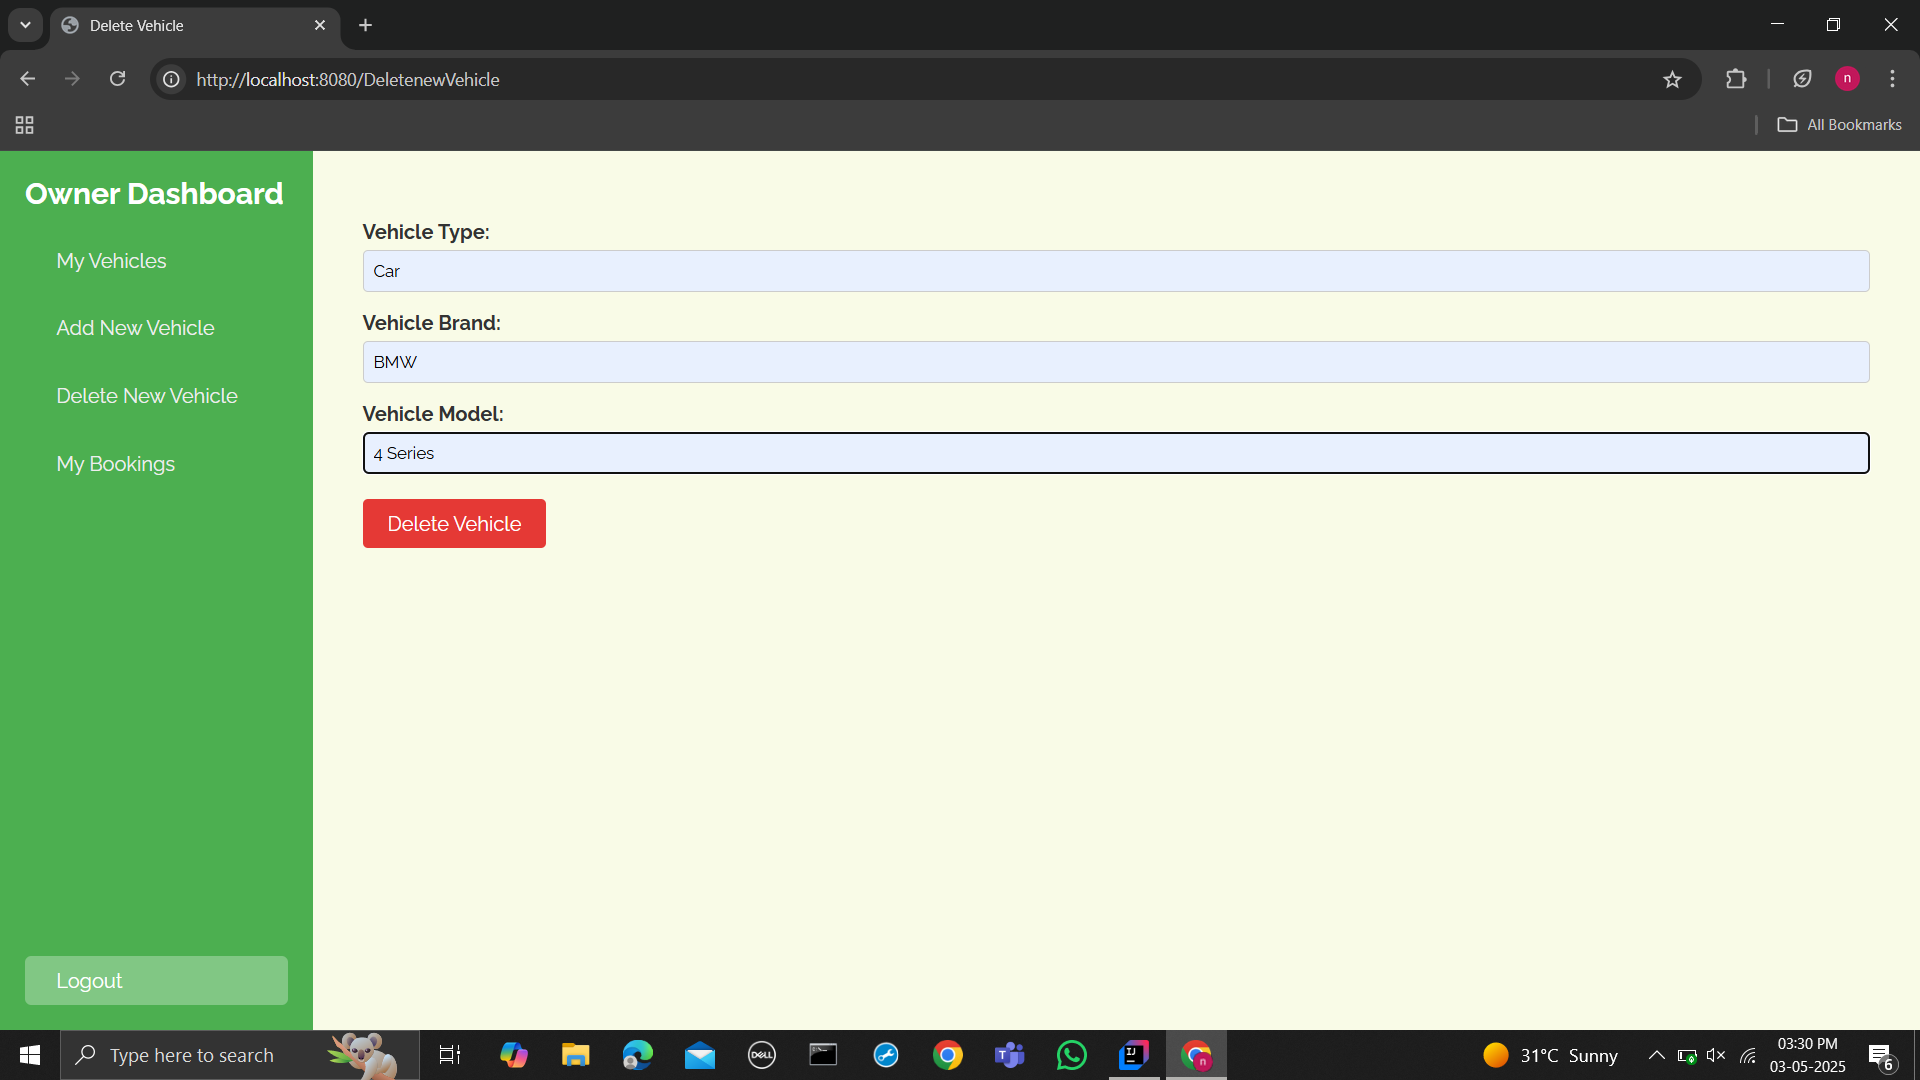 Delete Vehicle
http://localhost:8080/DeletenewVehicle
n
All Bookmarks
Owner Dashboard
My Vehicles
Add New Vehicle
Delete New Vehicle
My Bookings
Logout
Vehicle Type:
Car
Vehicle Brand:
BMW
Vehicle Model:
4 Series
Delete Vehicle
Type here to search
DELL
T
IJ
n
31°C Sunny
03:30 PM
03-05-2025
6